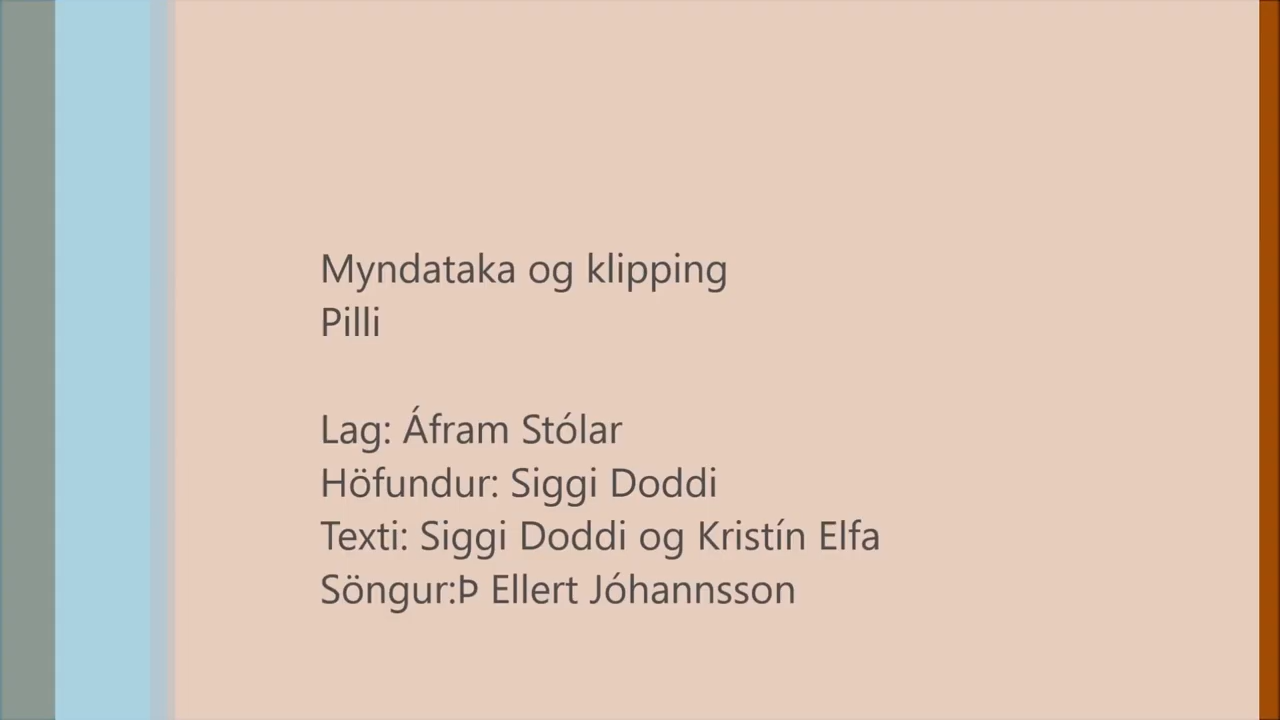 Myndataka og klipping
Pilli
Lag: Áfram Stólar
Höfundur: Siggi Doddi
Texti: Siggi Doddi og Kristín Elfa
Söngur:Þ Ellert Jóhannsson